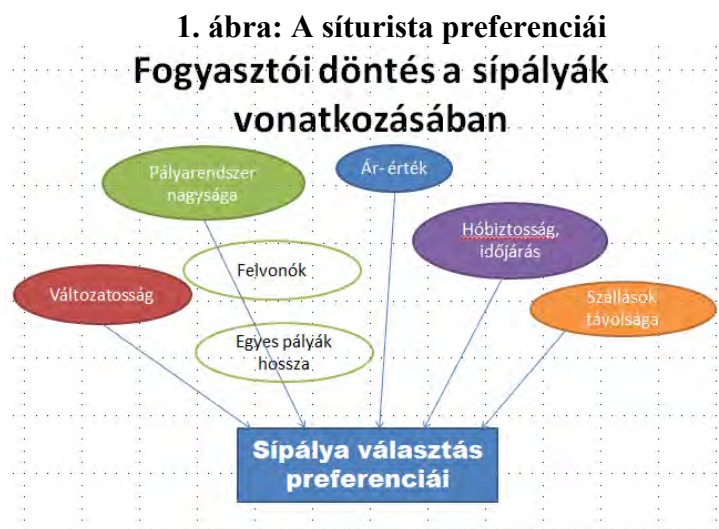 1. ábra: A síturista preferenciái
Fogyasztói döntés a sípályák
vonatkozásában
Pályarendszer
nagysága
Ár- érték
Hóbiztosság,
időjárás
Felvonók
Változatosság
Szállások
távolsága
Egyes pályák
hossza
Sípálya választás
preferenciái